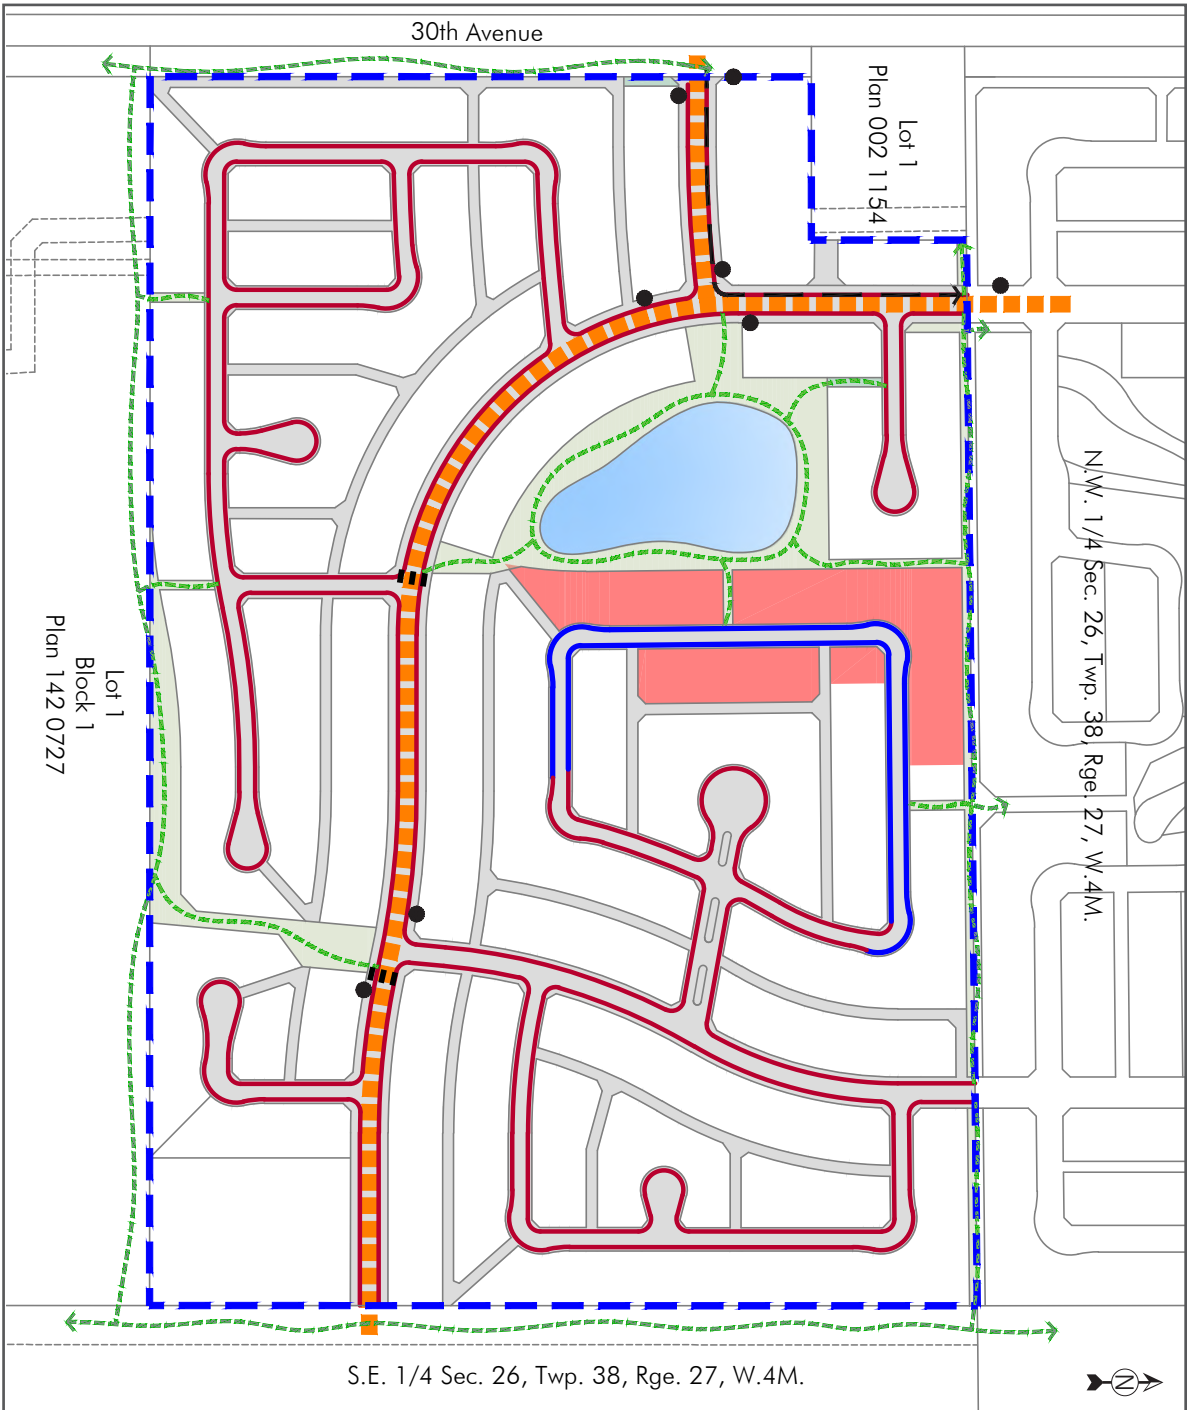 30th Avenue
Lot 1
Plan 002 1154
N.W. 1/4 Sec. 26, Twp. 38, Rge. 27, W.4M.
Lot 1
Block 1
Plan 142 0727
S.E. 1/4 Sec. 26, Twp. 38, Rge. 27, W.4M.
N